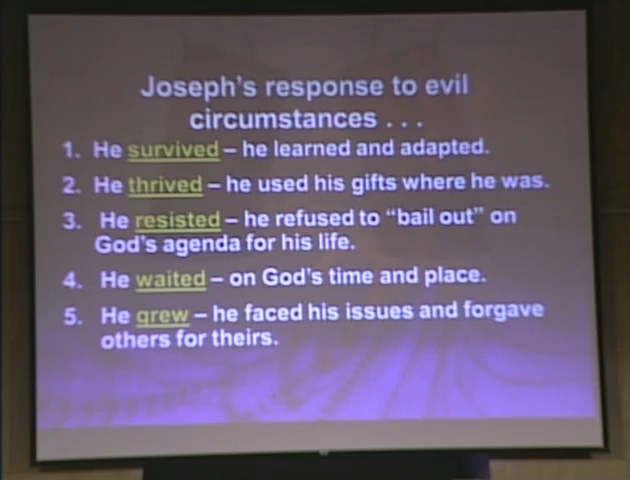 Joseph's response to evil
circumstances . . .
1. He survived – he learned and adapted.
2. He thrived – he used his gifts where he was.
3. He resisted – he refused to “bail out” on
God's agenda for his life.
4. He waited – on God's time and place.
5. He grew – he faced his issues and forgave
others for theirs.